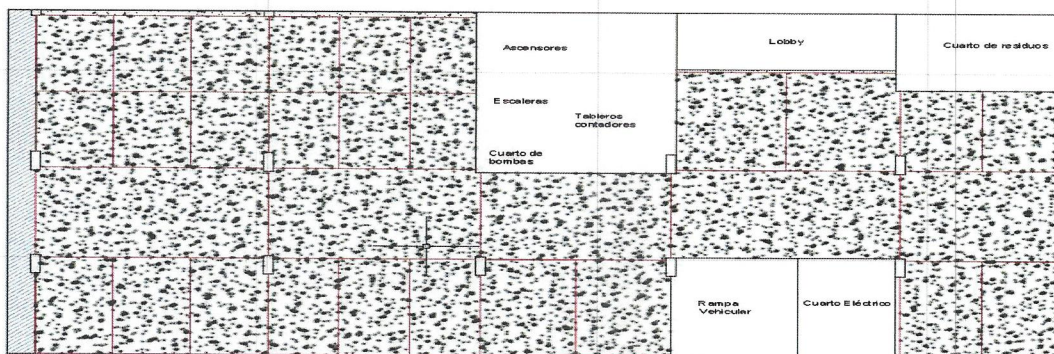 Ascensores
Lobby
Cuarto de residuos
Escaleras
Tableros
contadores
Cuarto de
bombas
Rampa
Vehicular
Cuarto Eléctrico